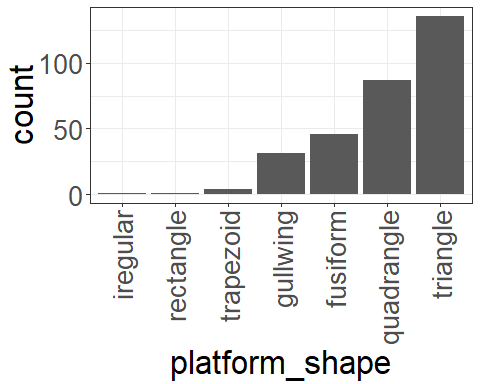 count
100
50
0
iregular
rectangle
trapezoid
gullwing
fusiform
quadrangle
triangle
platform_shape